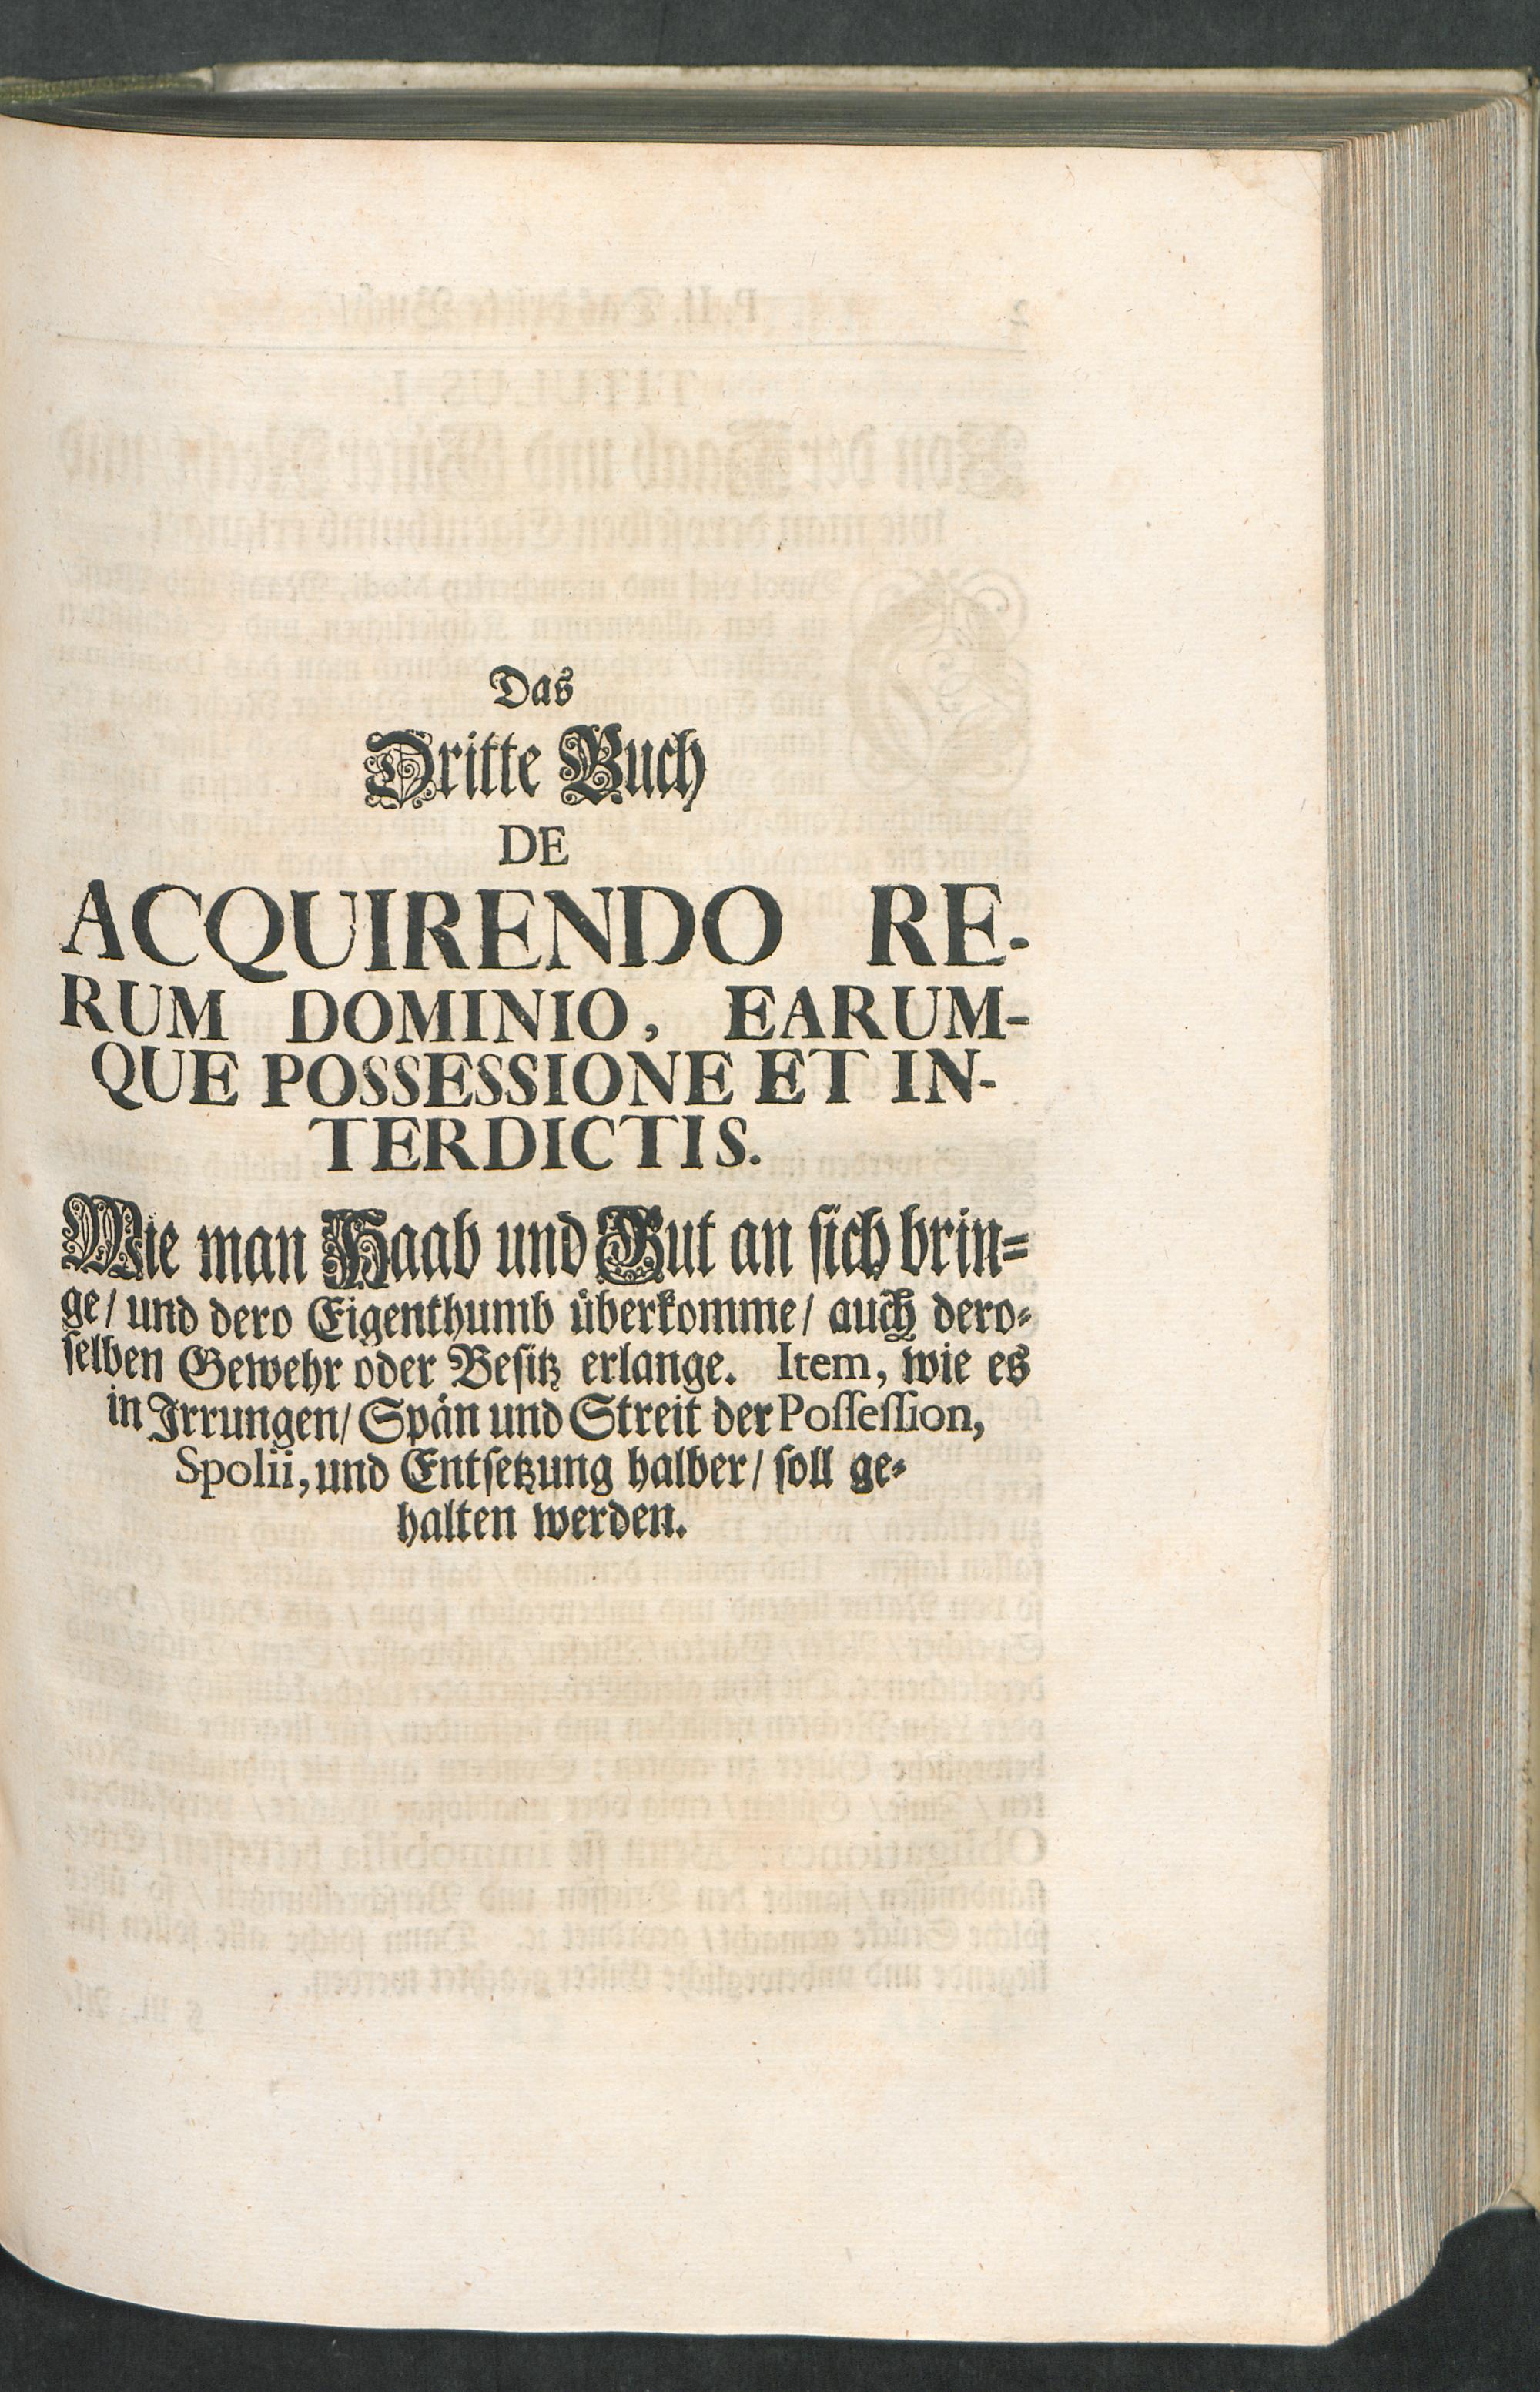 Das
Dritte Buch
DE
ACQUIRENDO RE-
RUM DOMINIO, EARUM-
QUE POSSESSIONE ET IN-
TERDICTIS.
Wie man Haab und Gut an sich brin-
ge/ und dero Eigenthumb überkomme/ auch dero-
selben Gewehr oder Besitz erlange. Item, wie es
in Irrungen/ Spän und Streit der Possession,
Spolii, und Entsetzung halber/ soll ge-
halten werden.